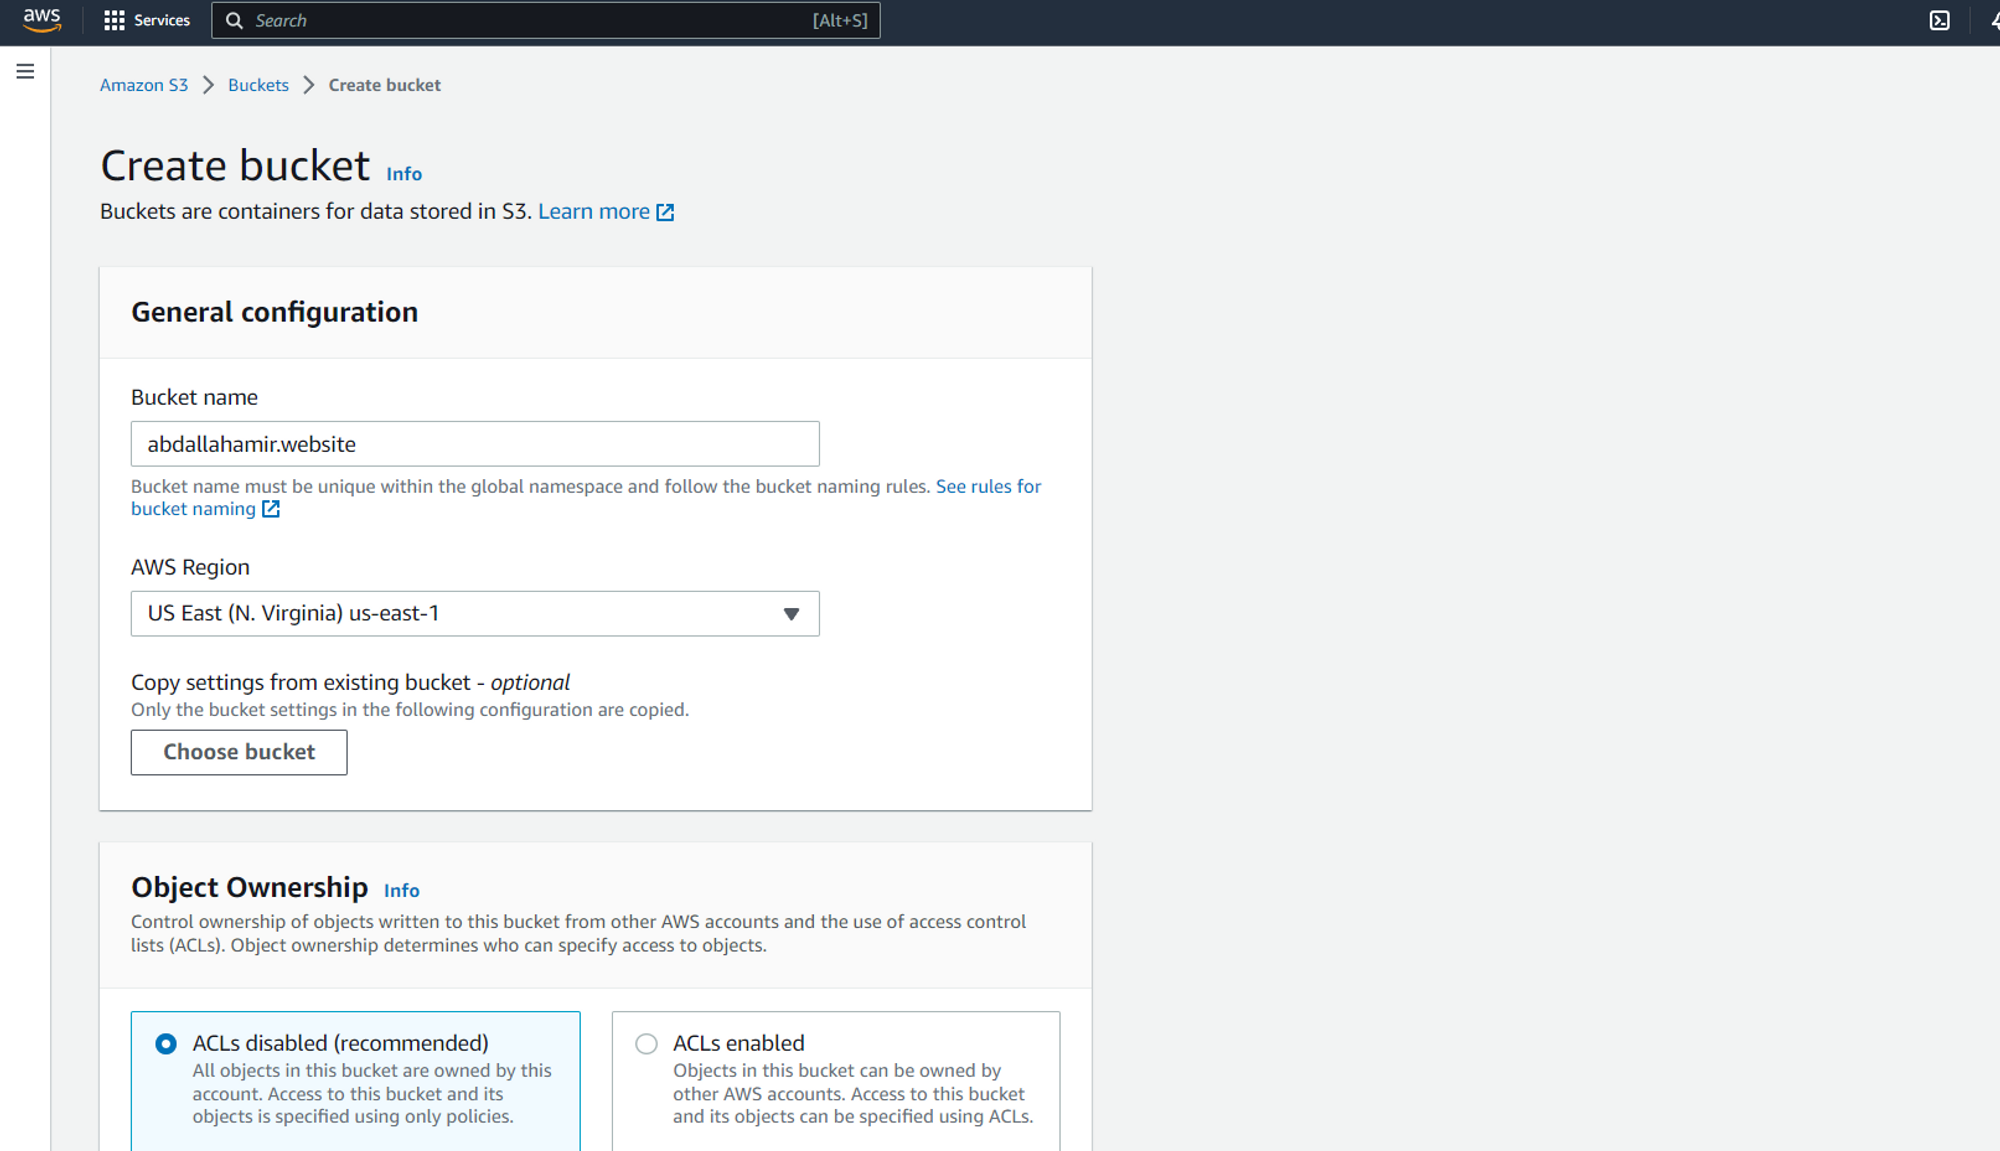 aws
Services
Search
[Alt+S]
Amazon S3
Buckets
Create bucket
Create bucket Info
Buckets are containers for data stored in S3. Learn more
General configuration
Bucket name
abdallahamir.website
Bucket name must be unique within the global namespace and follow the bucket naming rules. See rules for
bucket naming
AWS Region
US East (N. Virginia) us-east-1
Copy settings from existing bucket - optional
Only the bucket settings in the following configuration are copied.
Choose bucket
Object Ownership Info
Control ownership of objects written to this bucket from other AWS accounts and the use of access control
lists (ACLs). Object ownership determines who can specify access to objects.
ACLs disabled (recommended)
All objects in this bucket are owned by this
account. Access to this bucket and its
objects is specified using only policies.
ACLs enabled
Objects in this bucket can be owned by
other AWS accounts. Access to this bucket
and its objects can be specified using ACLs.